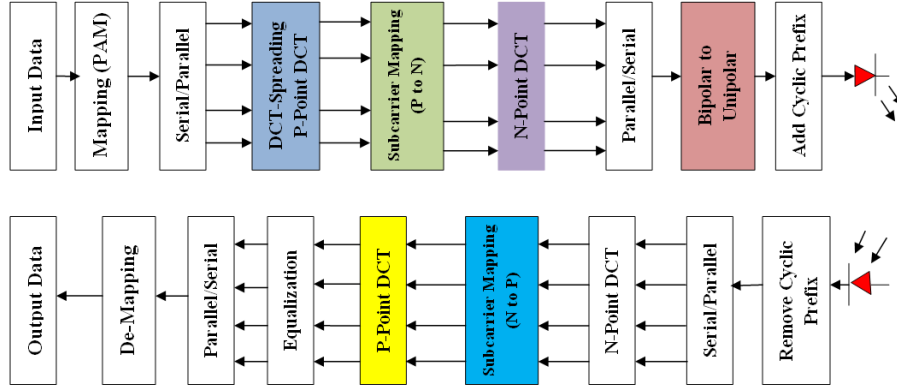 Input Data
Mapping (PAM)
Serial/Parallel
DCT-Spreading
P-Point DCT
Subcarrier Mapping
(P to N)
N-Point DCT
Parallel/Serial
Bipolar to
Unipolar
Add Cyclic Prefix
Output Data
De-Mapping
Parallel/Serial
Equalization
P-Point DCT
Subcarrier Mapping
(N to P)
N-Point DCT
Serial/Parallel
Remove Cyclic
Prefix